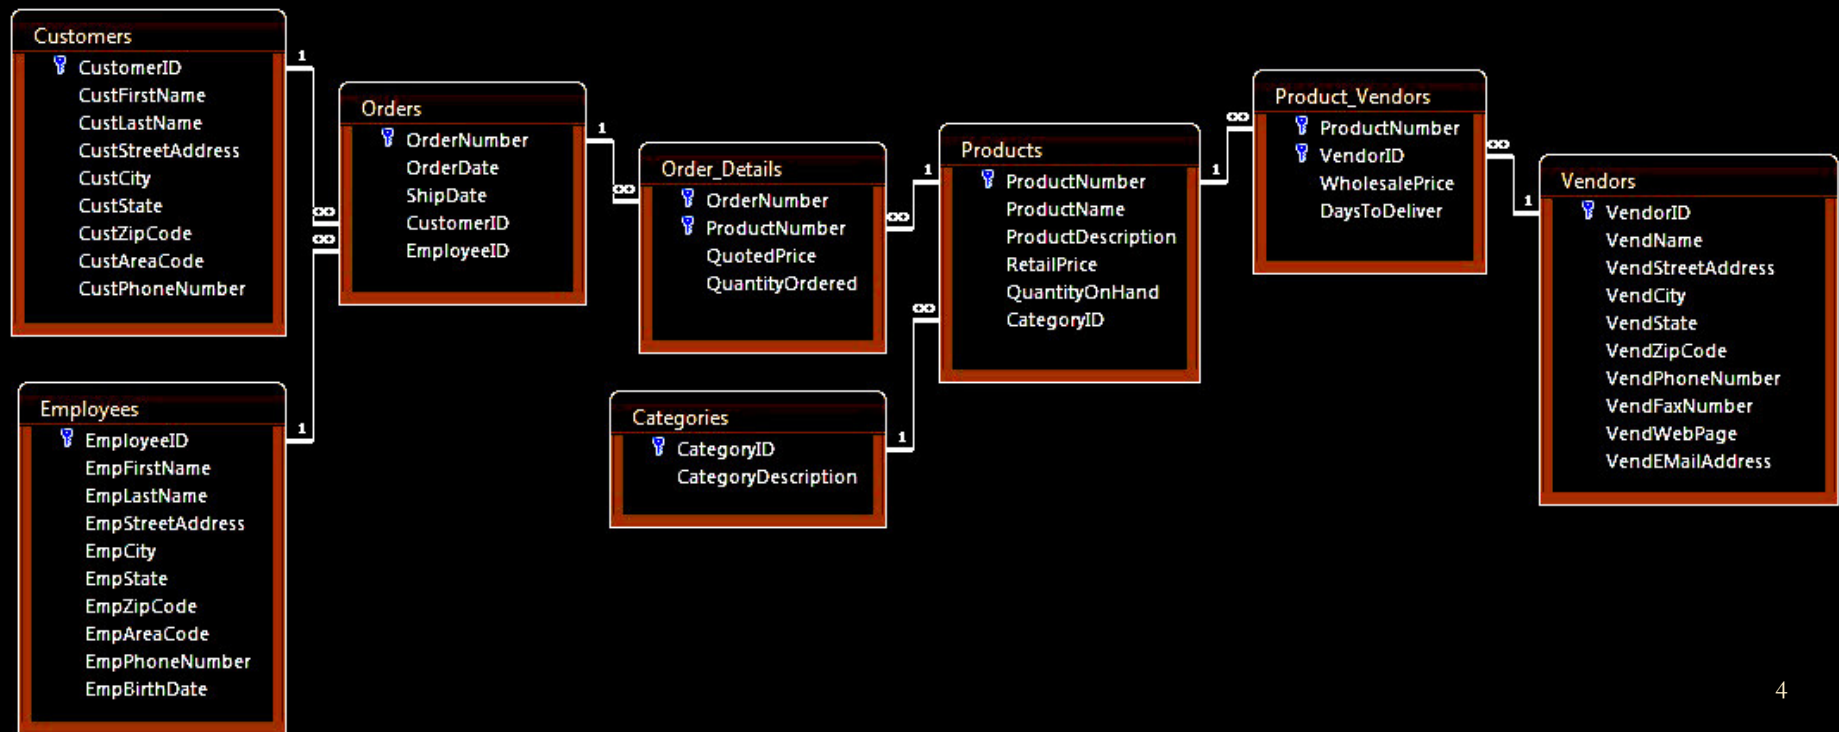 Customers
CustomerID
CustFirstName
CustLastName
CustStreetAddress
CustCity
CustState
CustZipCode
CustAreaCode
CustPhoneNumber
1
∞
Employees
EmployeeID
EmpFirstName
EmpLastName
EmpStreetAddress
EmpCity
EmpState
EmpZipCode
EmpAreaCode
EmpPhoneNumber
EmpBirthDate
1
∞
Orders
OrderNumber
OrderDate
ShipDate
CustomerID
EmployeeID
1
∞
Order_Details
OrderNumber
ProductNumber
QuotedPrice
QuantityOrdered
∞
1
Categories
CategoryID
CategoryDescription
1
∞
Products
ProductNumber
ProductName
ProductDescription
RetailPrice
QuantityOnHand
CategoryID
1
∞
Product_Vendors
ProductNumber
VendorID
WholesalePrice
DaysToDeliver
∞
1
Vendors
VendorID
VendName
VendStreetAddress
VendCity
VendState
VendZipCode
VendPhoneNumber
VendFaxNumber
VendWebPage
VendEMailAddress
4